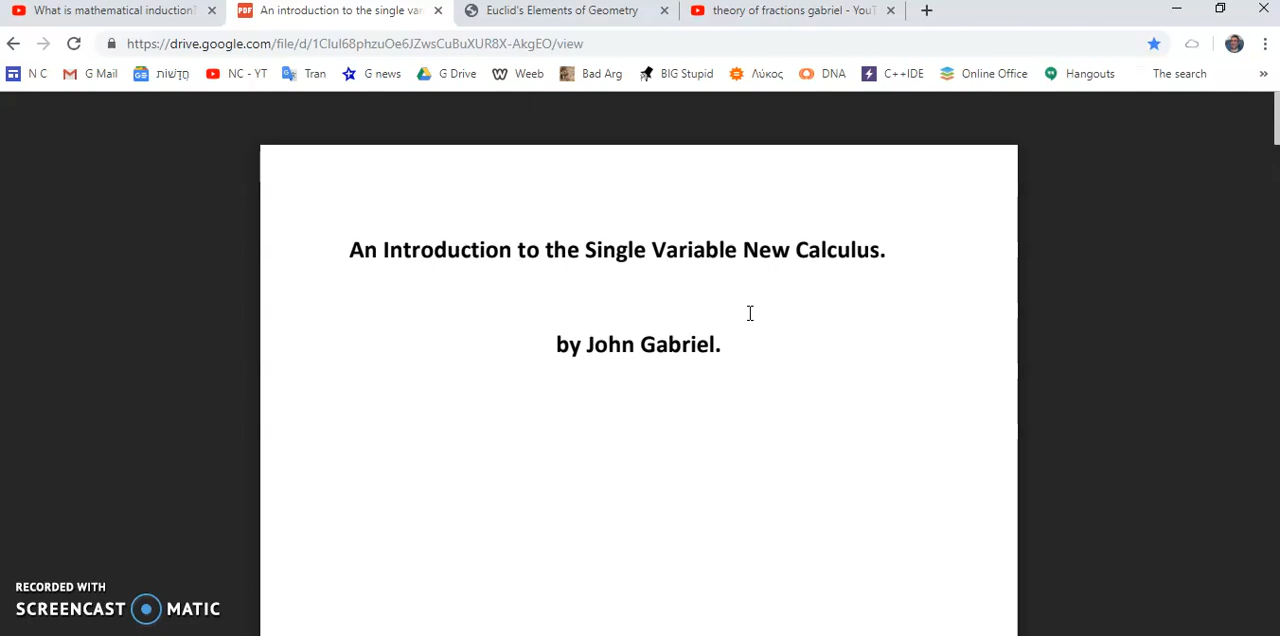 What is mathematical induction?
An introduction to the single var
Euclid's Elements of Geometry
theory of fractions gabriel - YouT
https://drive.google.com/file/d/1CluI68phzuOe6JZwsCuBuXUR8X-AkgEO/view
N C G Mail חֲדָשׁוֹת NC - YT Tran G news G Drive Weeb Bad Arg BIG Stupid Λύκος DNA C++IDE Online Office Hangouts The search »
An Introduction to the Single Variable New Calculus.
by John Gabriel.
RECORDED WITH
SCREENCAST MATIC